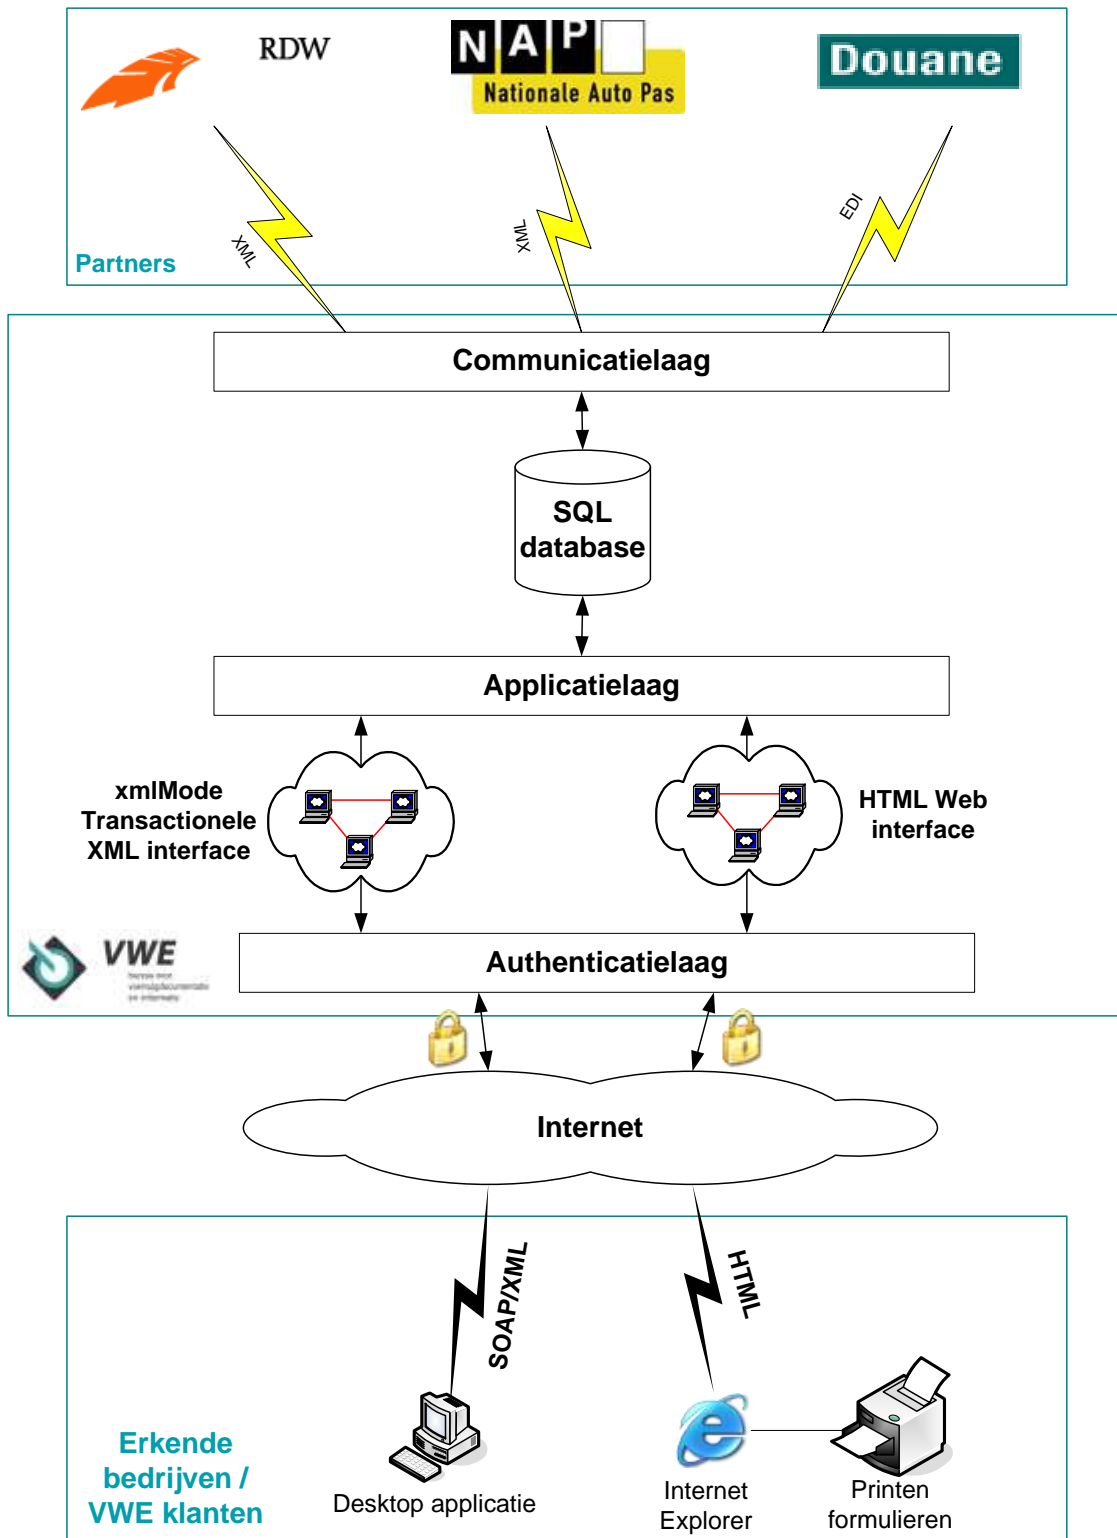 RDW
NAP
Nationale Auto Pas
Douane
XML
XML
EDI
Partners
Communicatielaag
SQL
database
Applicatielaag
xmlMode
Transactionele
XML interface
HTML Web
interface
VWE
Authenticatielaag
Internet
SOAP/XML
HTML
Erkende
bedrijven /
VWE klanten
Desktop applicatie
Internet
Explorer
Printen
formulieren